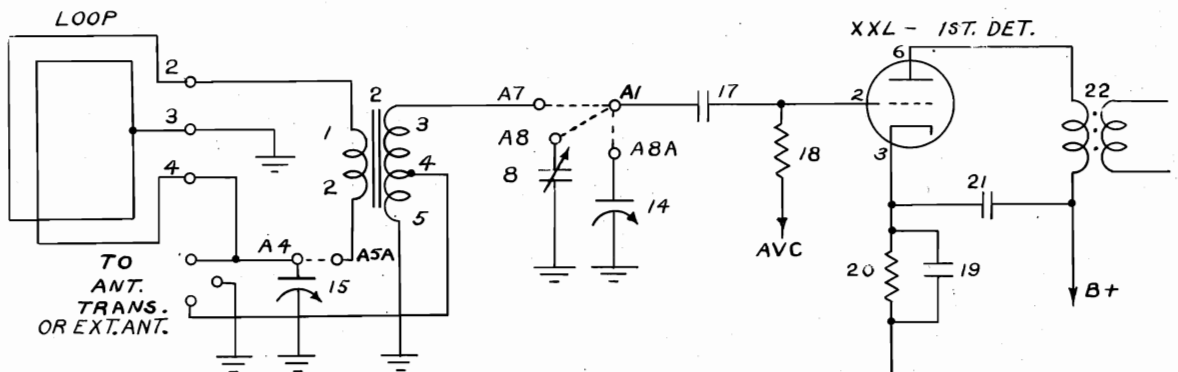 LOOP
XXL - 1ST. DET.
6
2
2
22
A7
A1
17
3
1
2
3
A8
4
A8A
18
3
4
8
2
21
5
14
A4
A5A
AVC
20
19
TO
ANT.
TRANS.
OR EXT. ANT.
15
B+